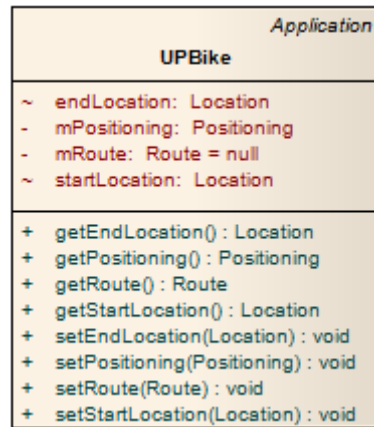 Application
UPBike
~ endLocation: Location
- mPositioning: Positioning
- mRoute: Route = null
~ startLocation: Location
+ getEndLocation() : Location
+ getPositioning() : Positioning
+ getRoute() : Route
+ getStartLocation() : Location
+ setEndLocation(Location) : void
+ setPositioning(Positioning) : void
+ setRoute(Route) : void
+ setStartLocation(Location) : void